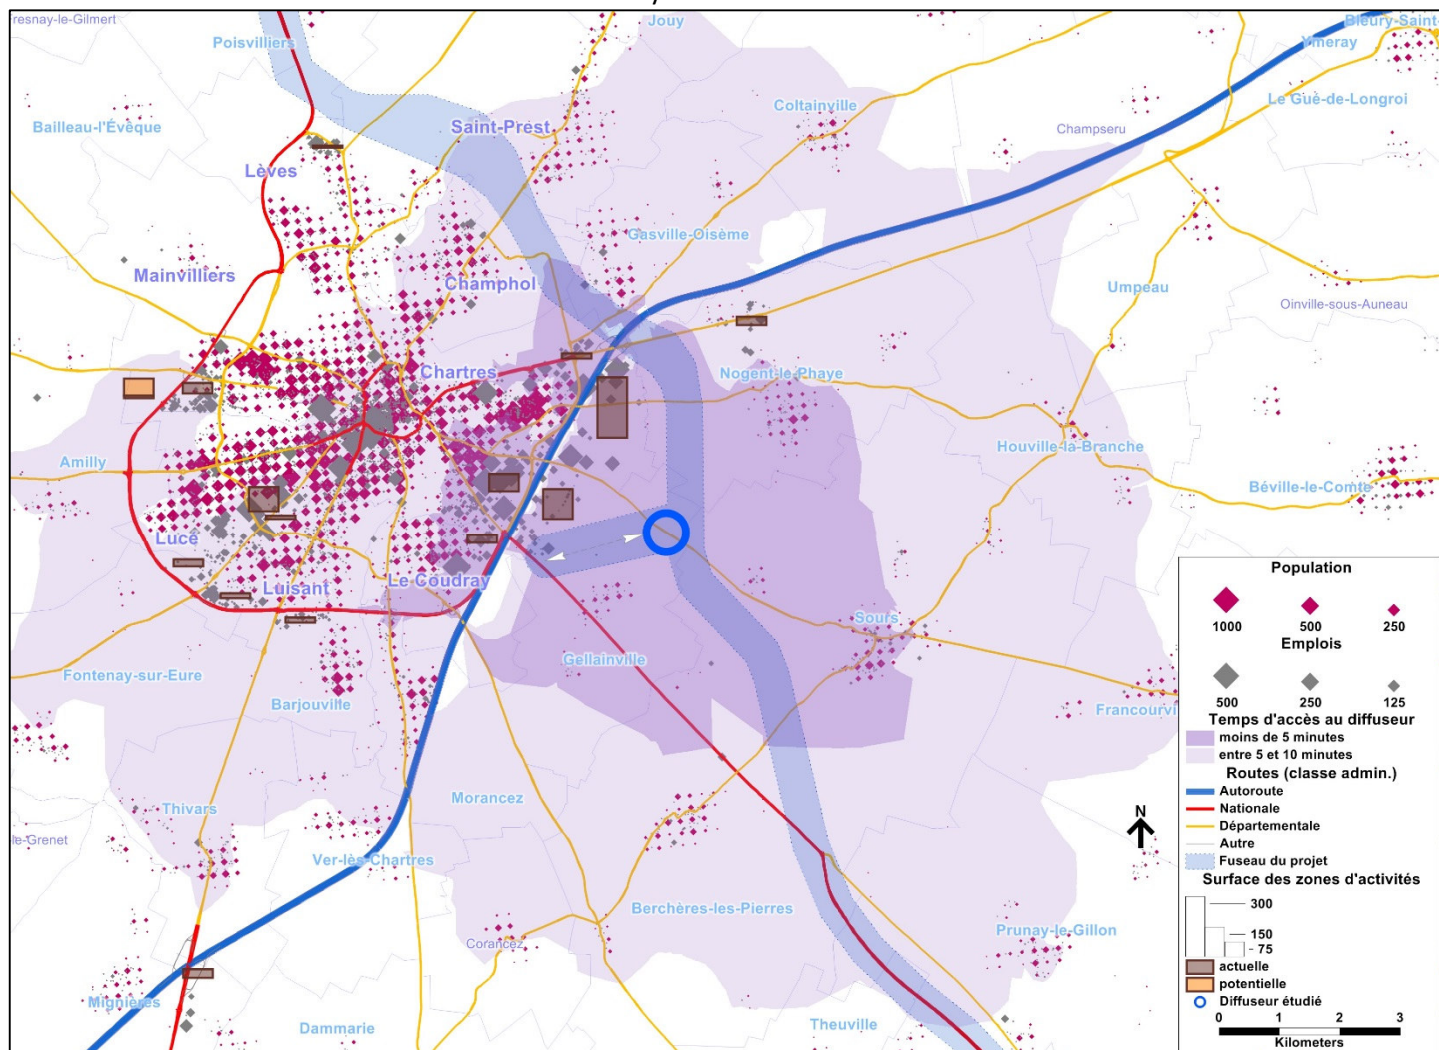 resnay-le-Gilmert
Poisvilliers
Jouy
Bleury-Saint-
Ymeray
Le Gué-de-Longroi
Coltainville
Bailleau-l'Évèque
Saint-Prest
Champseru
Lèves
Gasville-Oisème
Mainvilliers
Champhol
Umpeau
Oinville-sous-Auneau
Chartres
Nogent-le-Phaye
Houville-la-Branche
Amilly
Béville-le-Comte
Lucé
Luisant
Le Coudray
Sours
Gellainville
Fontenay-sur-Eure
Barjouville
Francourvi
Morancez
Thivars
le-Grenet
Ver-lès-Chartres
Berchères-les-Pierres
Prunay-le-Gillon
Corancez
Mignières
Dammarie
Theuville
Population
1000 500 250
Emplois
500 250 125
Temps d'accès au diffuseur
moins de 5 minutes
entre 5 et 10 minutes
Routes (classe admin.)
Autoroute
Nationale
Départementale
Autre
Fuseau du projet
Surface des zones d'activités
300
150
75
actuelle
potentielle
Diffuseur étudié
0 1 2 3
Kilometers
N